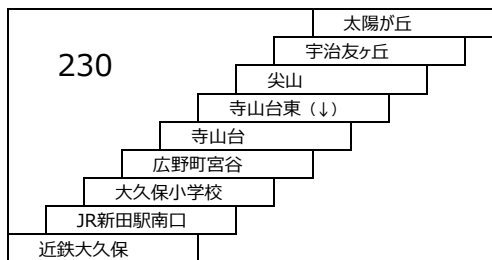 太陽が丘
宇治友ヶ丘
230
尖山
寺山台東（↓）
寺山台
広野町宮谷
大久保小学校
JR新田駅南口
近鉄大久保